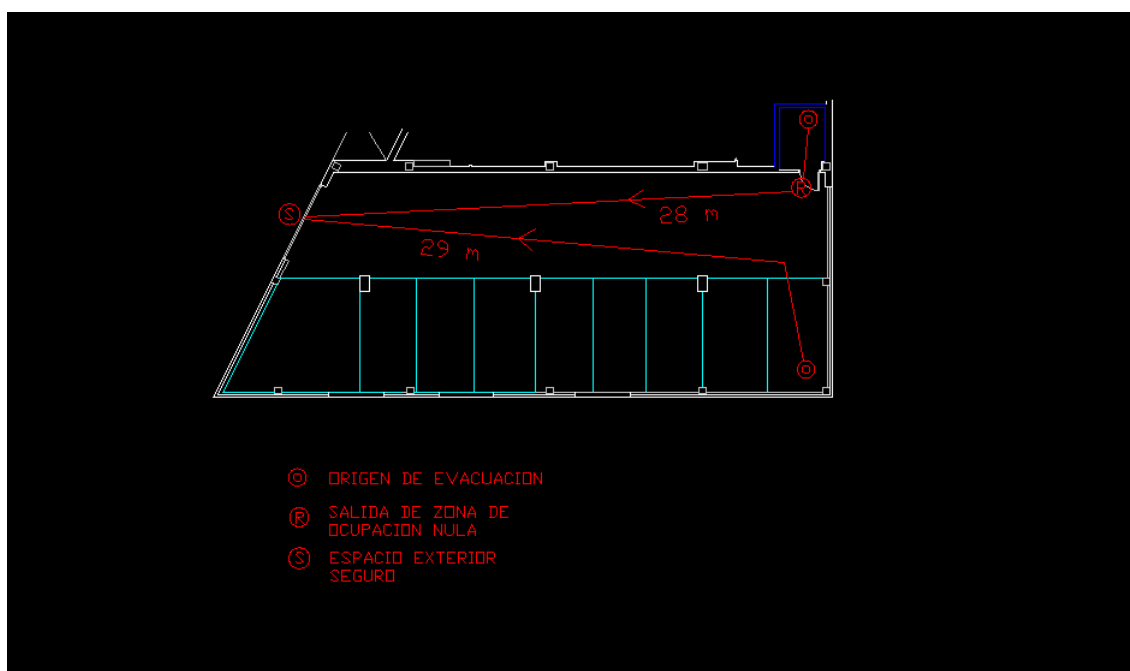 R
S
28 m
29 m
ORIGEN DE EVACUACION
R SALIDA DE ZONA DE
OCUPACION NULA
S ESPACIO EXTERIOR
SEGURO